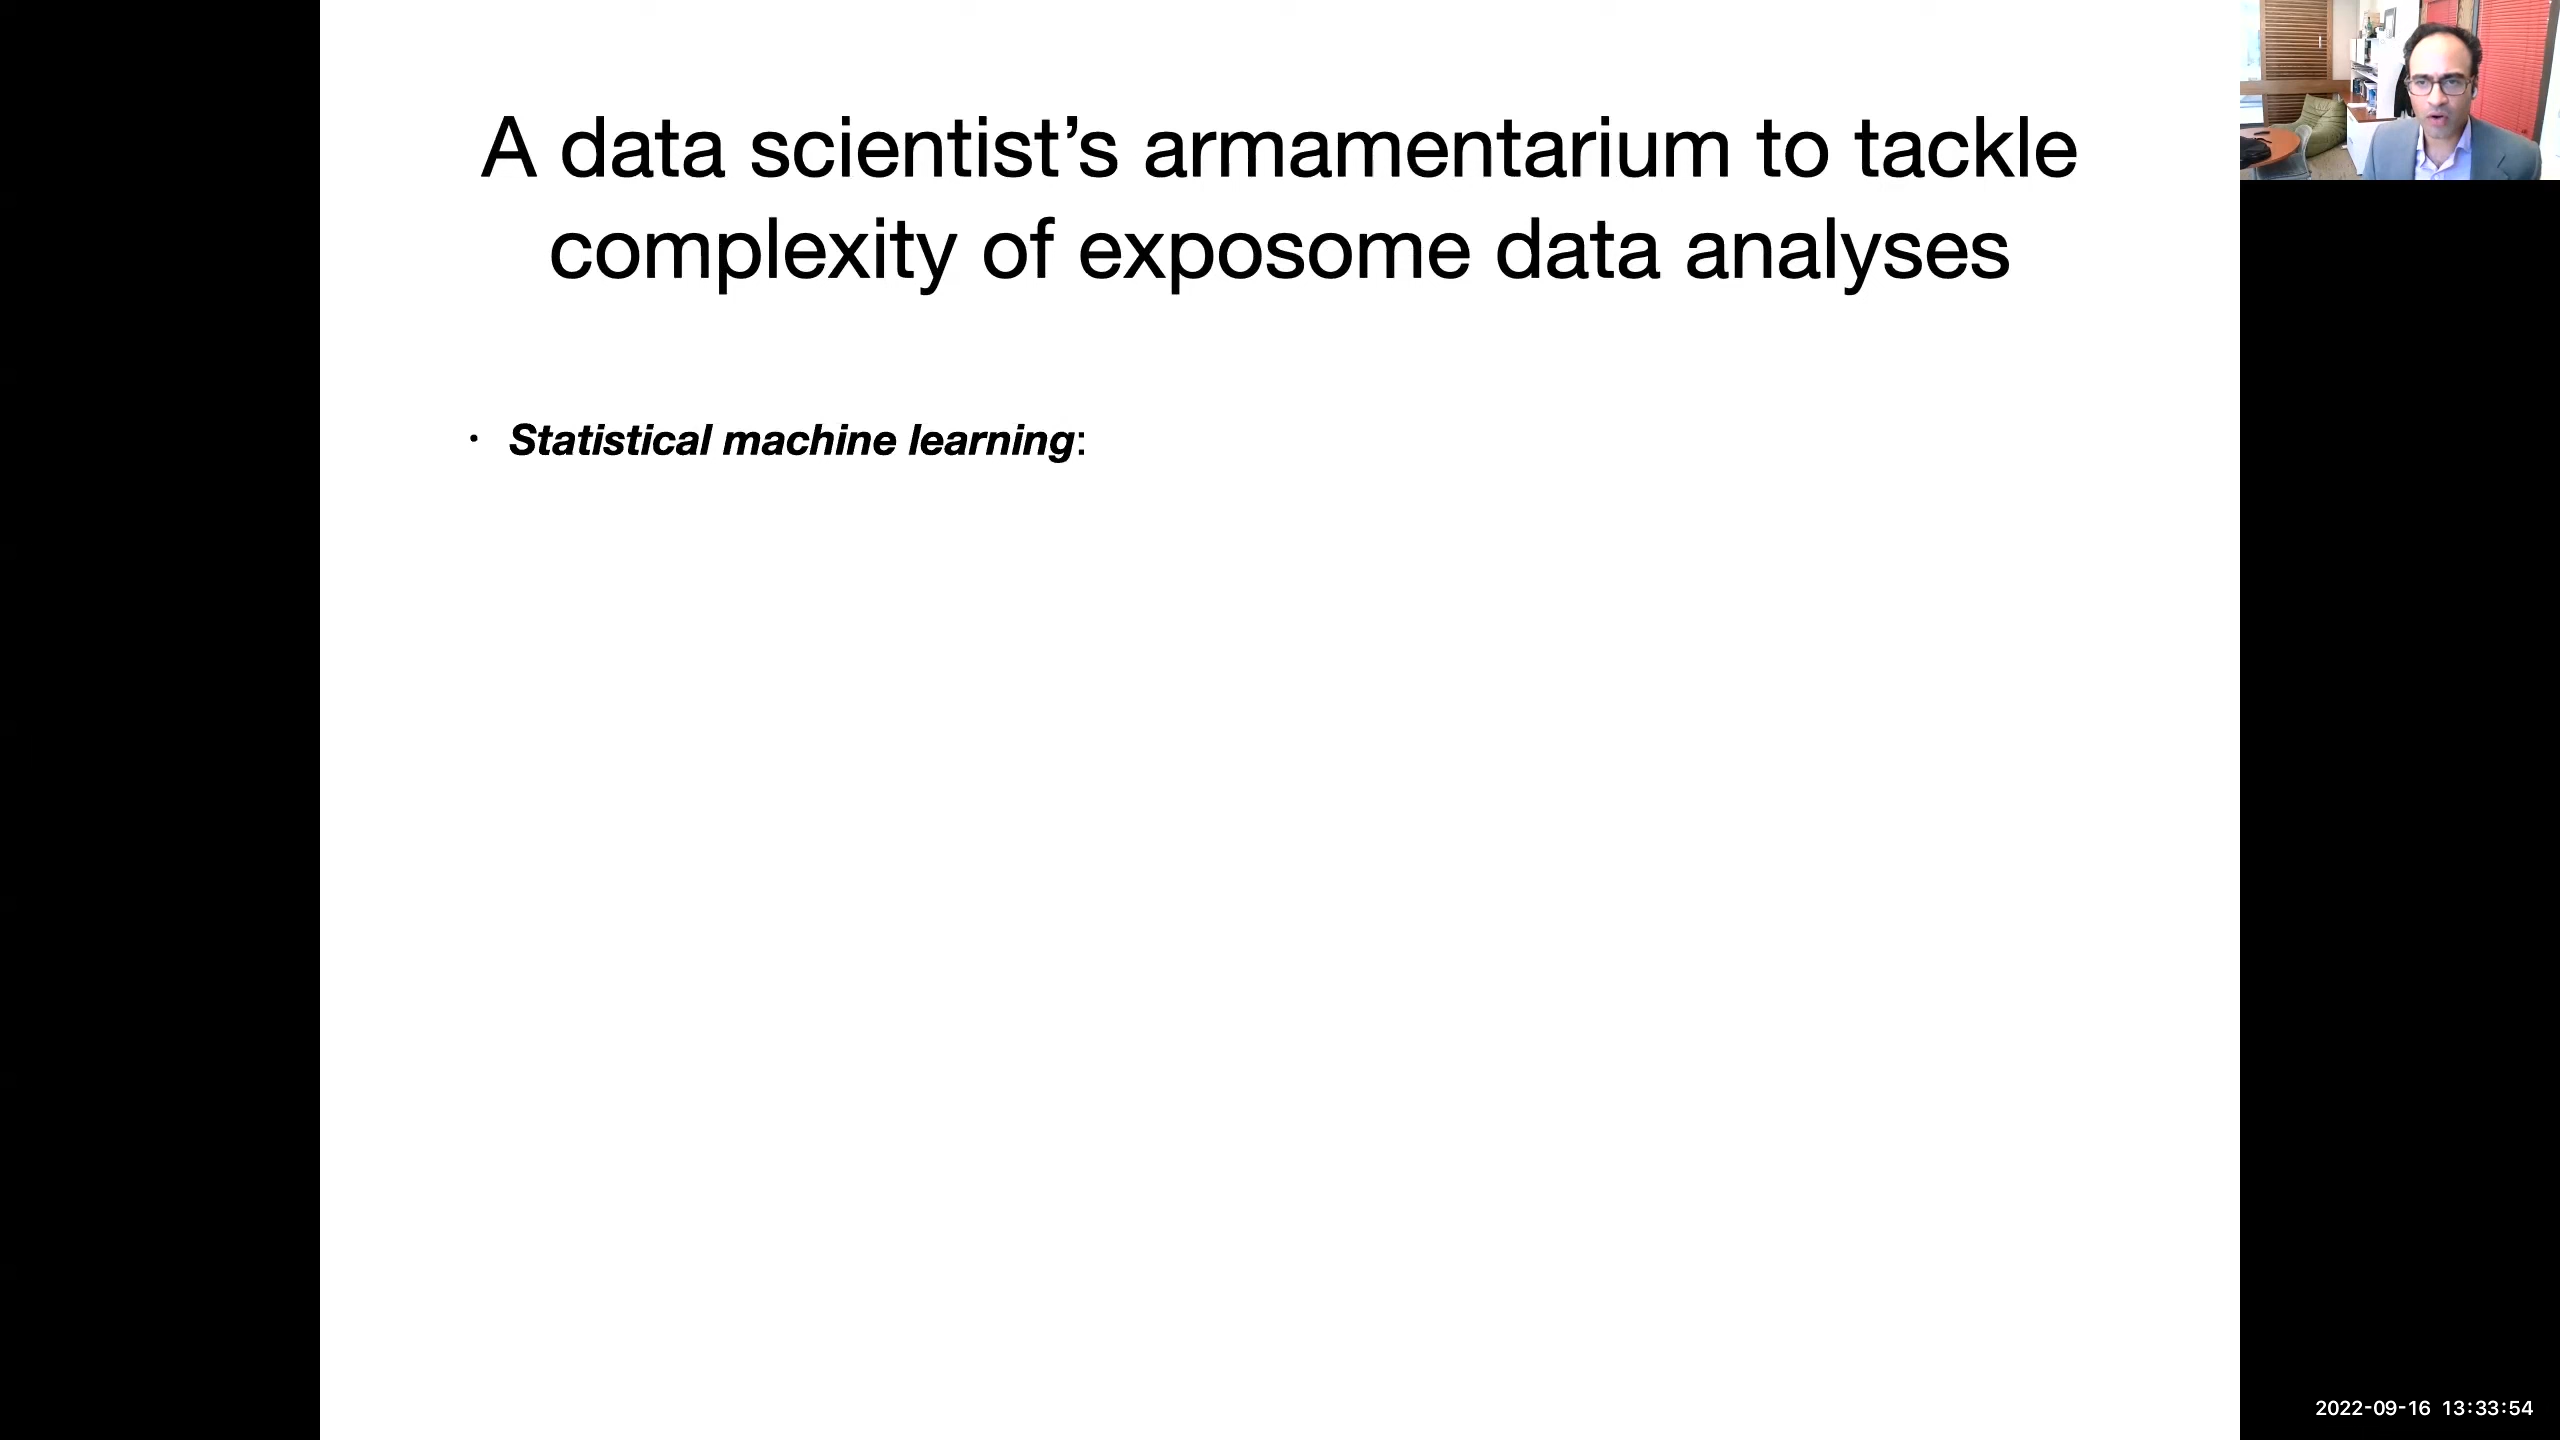 A data scientist’s armamentarium to tackle
complexity of exposome data analyses
• Statistical machine learning:
2022-09-16 13:33:54